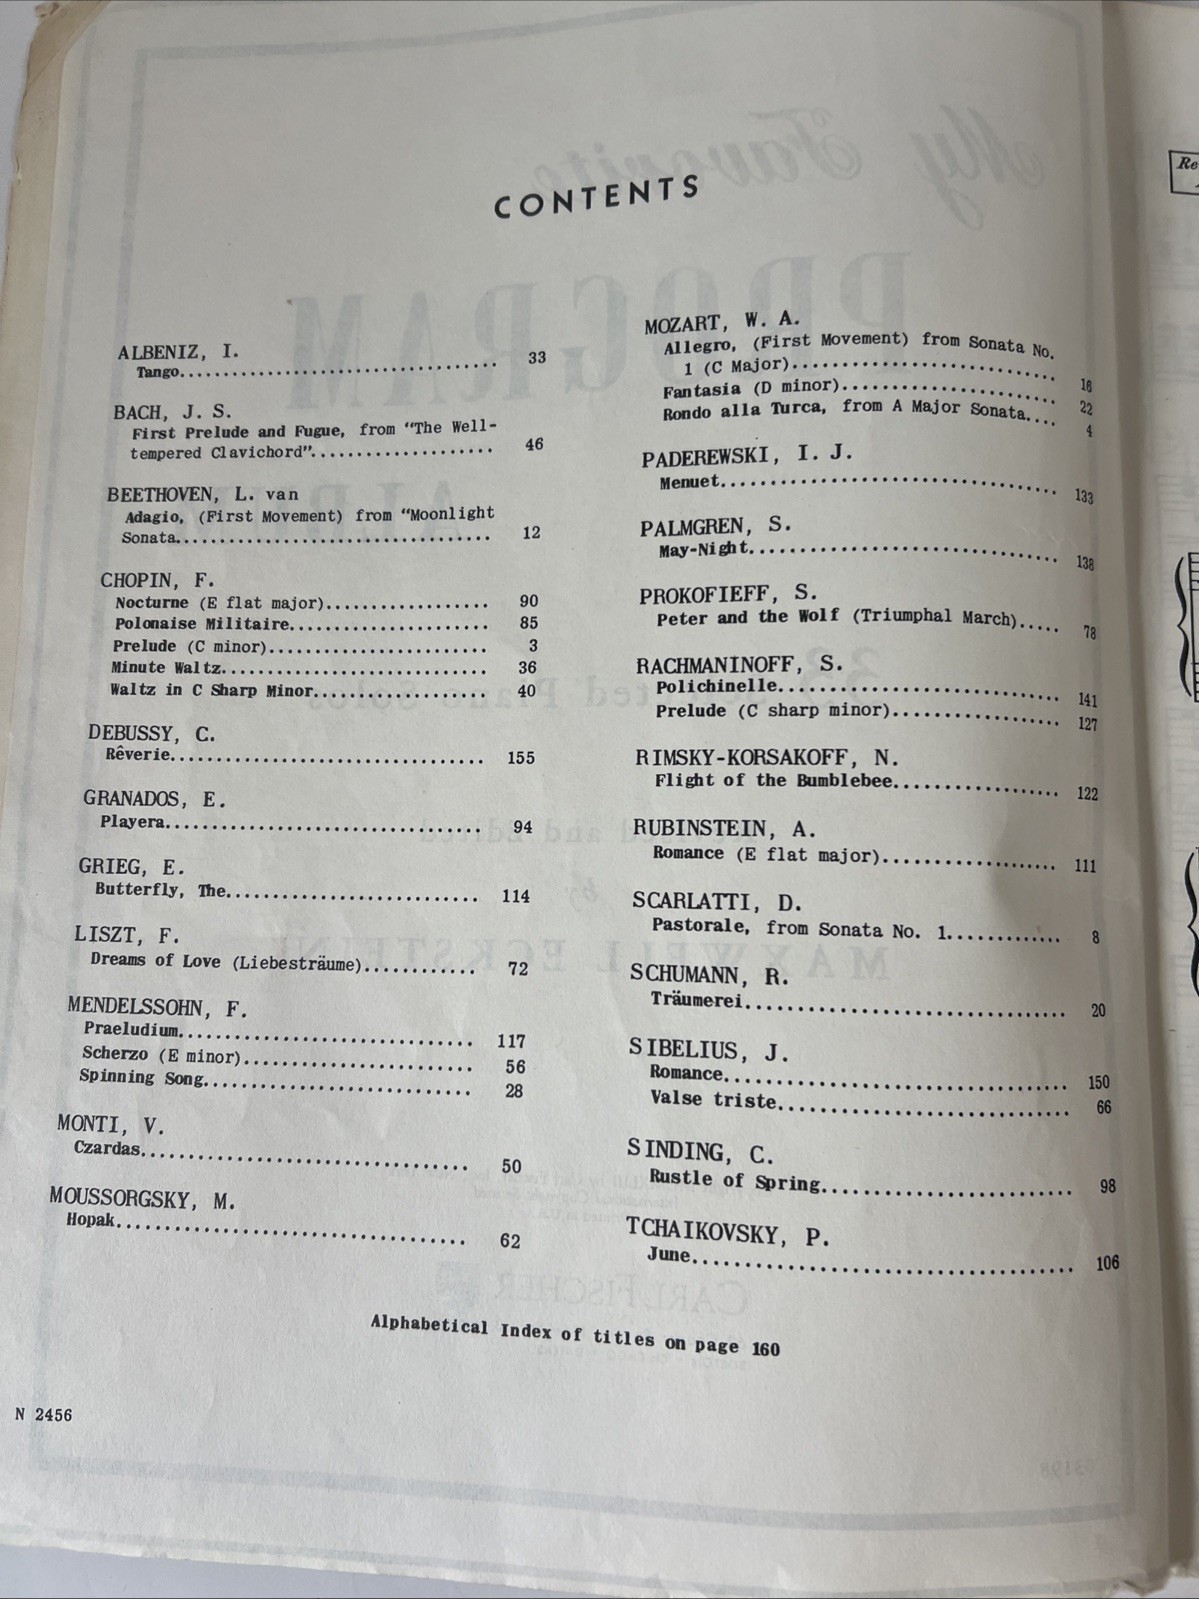 CONTENTS
ALBENIZ, I.
Tango................................... 33
BACH, J. S.
First Prelude and Fugue, from "The Well-
tempered Clavichord".................... 46
BEETHOVEN, L. van
Adagio, (First Movement) from "Moonlight
Sonata.................................. 12
CHOPIN, F.
Nocturne (E flat major).................. 90
Polonaise Militaire...................... 85
Prelude (C minor)........................ 3
Minute Waltz............................. 36
Waltz in C Sharp Minor................... 40
DEBUSSY, C.
Rêverie.................................. 155
GRANADOS, E.
Playera.................................. 94
GRIEG, E.
Butterfly, The........................... 114
LISZT, F.
Dreams of Love (Liebesträume)............ 72
MENDELSSOHN, F.
Praeludium............................... 117
Scherzo (E minor)........................ 56
Spinning Song............................ 28
MONTI, V.
Czardas.................................. 50
MOUSSORGSKY, M.
Hopak.................................... 62
MOZART, W. A.
Allegro, (First Movement) from Sonata No.
1 (C Major).............................. 16
Fantasia (D minor)....................... 22
Rondo alla Turca, from A Major Sonata.... 4
PADEREWSKI, I. J.
Menuet................................... 133
PALMGREN, S.
May-Night................................ 138
PROKOFIEFF, S.
Peter and the Wolf (Triumphal March)..... 78
RACHMANINOFF, S.
Polichinelle............................. 141
Prelude (C sharp minor).................. 127
RIMSKY-KORSAKOFF, N.
Flight of the Bumblebee.................. 122
RUBINSTEIN, A.
Romance (E flat major)................... 111
SCARLATTI, D.
Pastorale, from Sonata No. 1............. 8
SCHUMANN, R.
Träumerei................................ 20
SIBELIUS, J.
Romance.................................. 150
Valse triste............................. 66
SINDING, C.
Rustle of Spring......................... 98
TCHAIKOVSKY, P.
June..................................... 106
Alphabetical Index of titles on page 160
N 2456